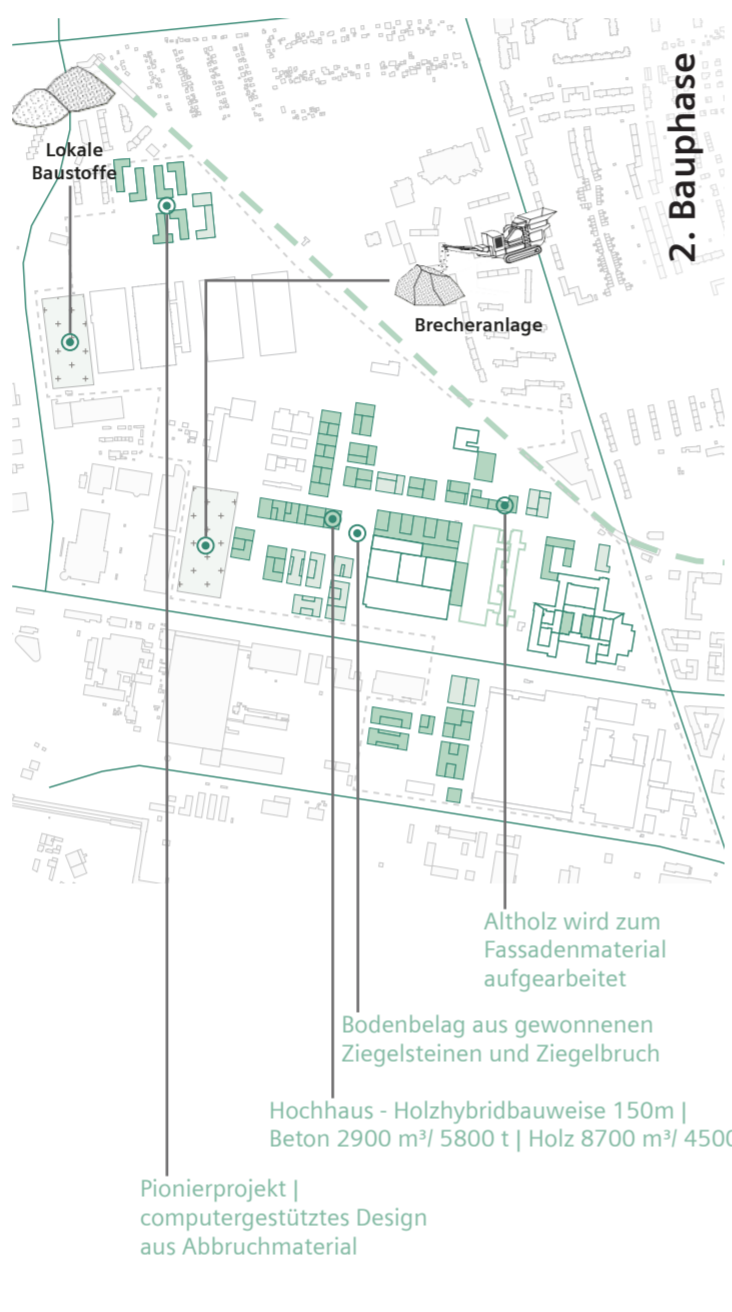 2. Bauphase
Lokale
Baustoffe
Brecheranlage
Altholz wird zum
Fassadenmaterial
aufgearbeitet
Bodenbelag aus gewonnenen
Ziegelsteinen und Ziegelbruch
Hochhaus - Holzhybridbauweise 150m |
Beton 2900 m³/ 5800 t | Holz 8700 m³/ 4500
Pionierprojekt |
computergestütztes Design
aus Abbruchmaterial